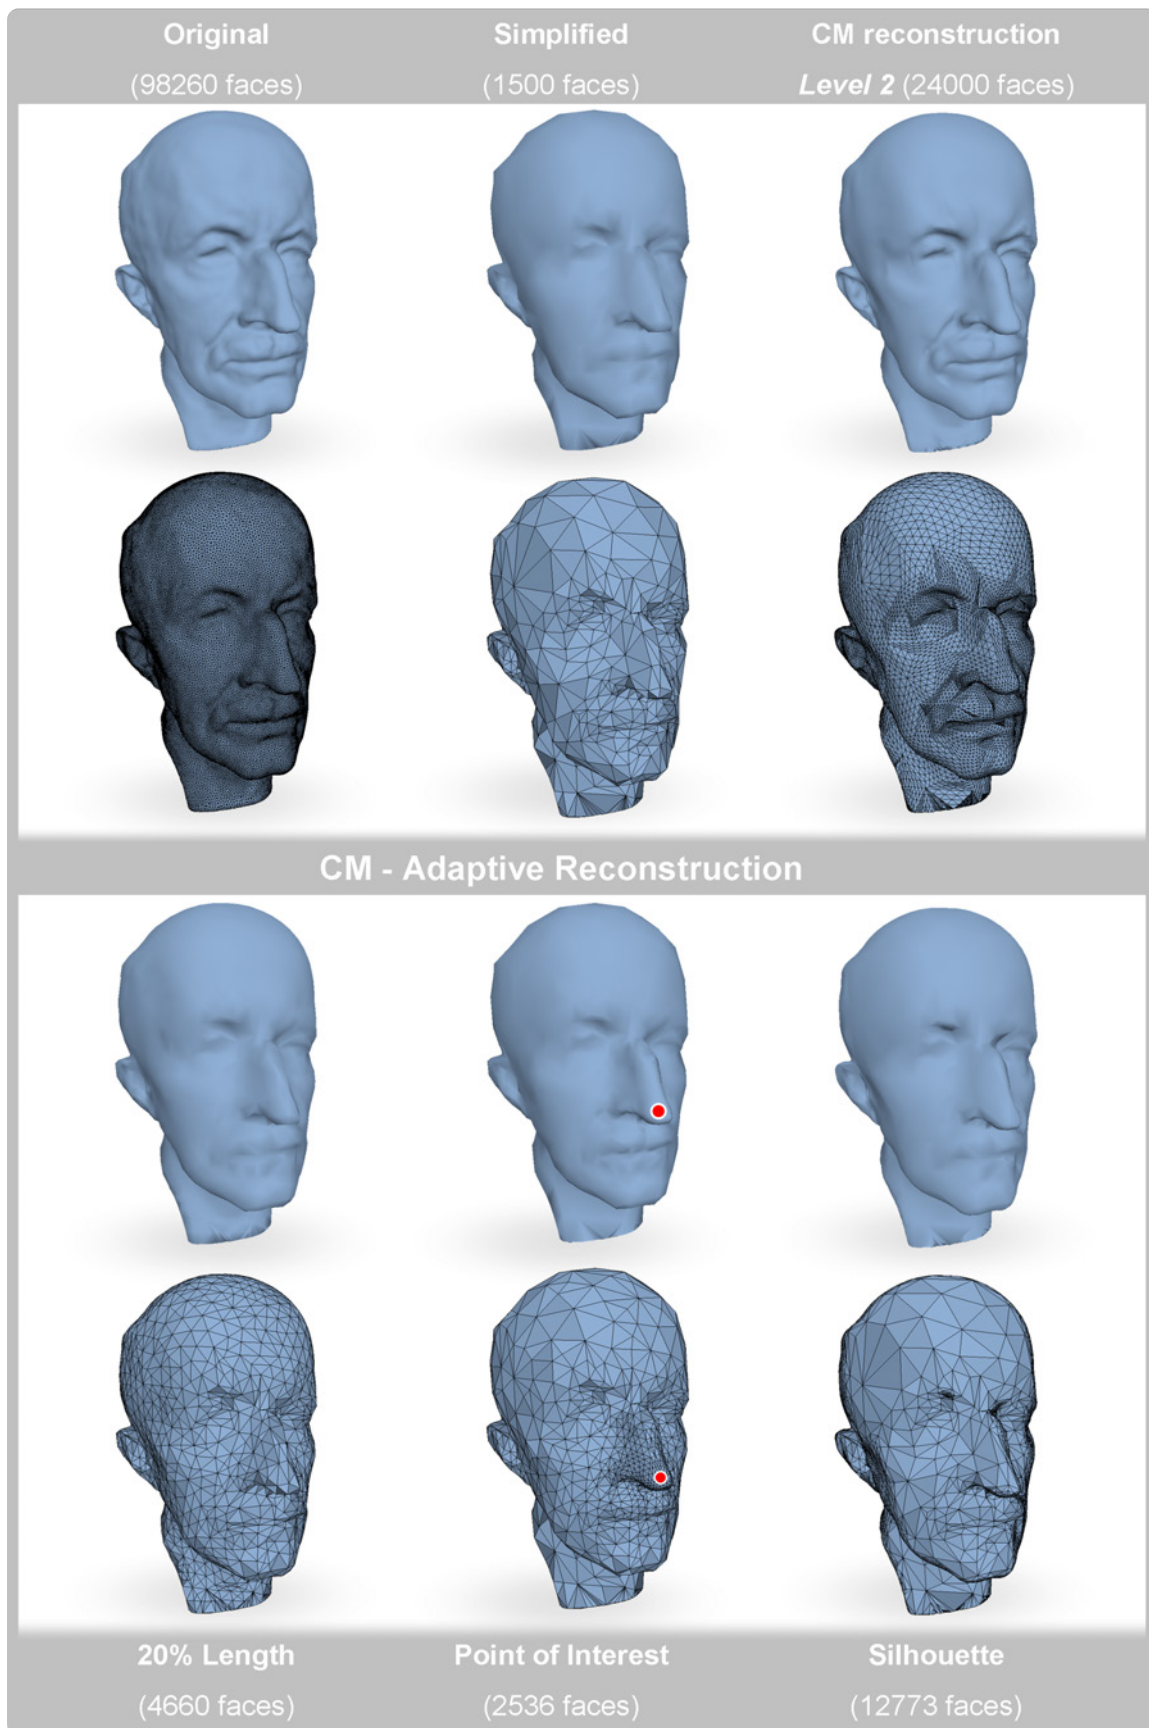 Original
(98260 faces)
Simplified
(1500 faces)
CM reconstruction
Level 2 (24000 faces)
CM - Adaptive Reconstruction
20% Length
(4660 faces)
Point of Interest
(2536 faces)
Silhouette
(12773 faces)